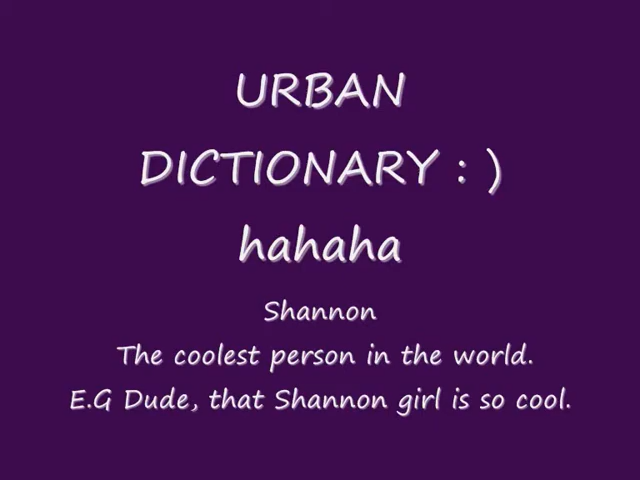 URBAN
DICTIONARY : )
hahaha
Shannon
The coolest person in the world.
E.G Dude, that Shannon girl is so cool.